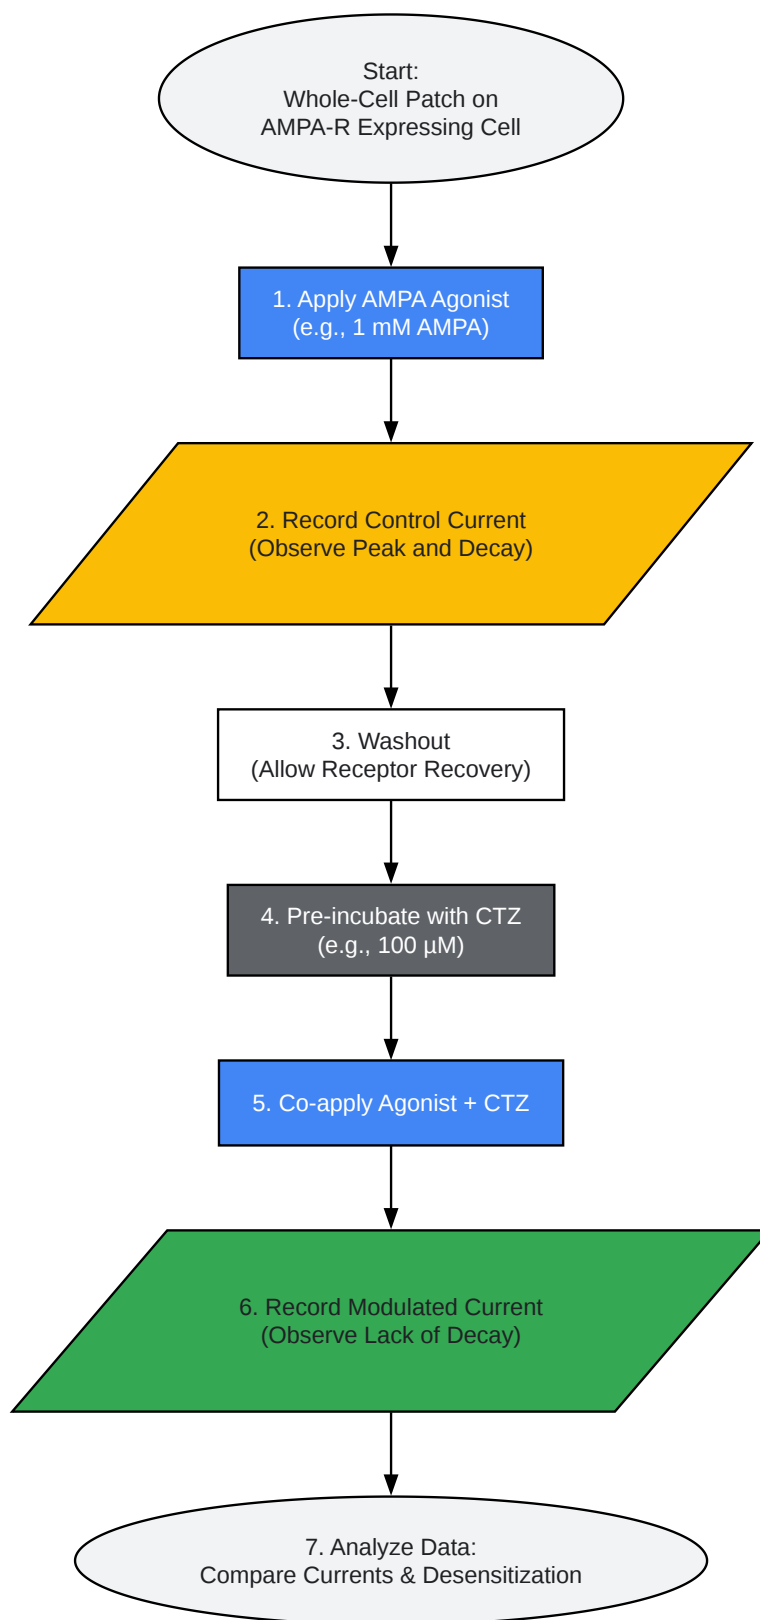 Start:
Whole-Cell Patch on
AMPA-R Expressing Cell
1. Apply AMPA Agonist
(e.g., 1 mM AMPA)
2. Record Control Current
(Observe Peak and Decay)
3. Washout
(Allow Receptor Recovery)
4. Pre-incubate with CTZ
(e.g., 100 µM)
5. Co-apply Agonist + CTZ
6. Record Modulated Current
(Observe Lack of Decay)
7. Analyze Data:
Compare Currents & Desensitization